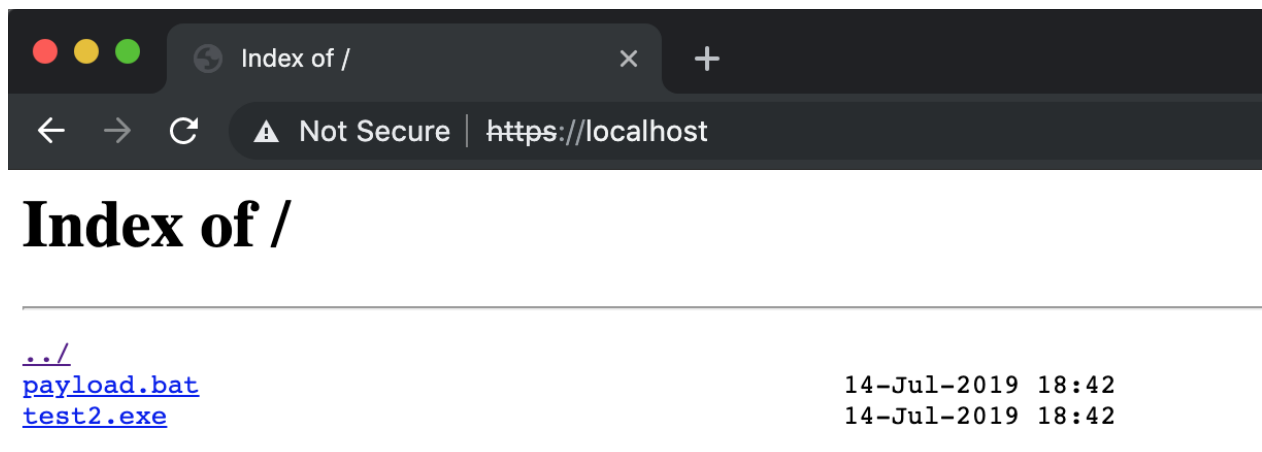 Index of /
Not Secure https://localhost
Index of /
../
payload.bat 14-Jul-2019 18:42
test2.exe 14-Jul-2019 18:42